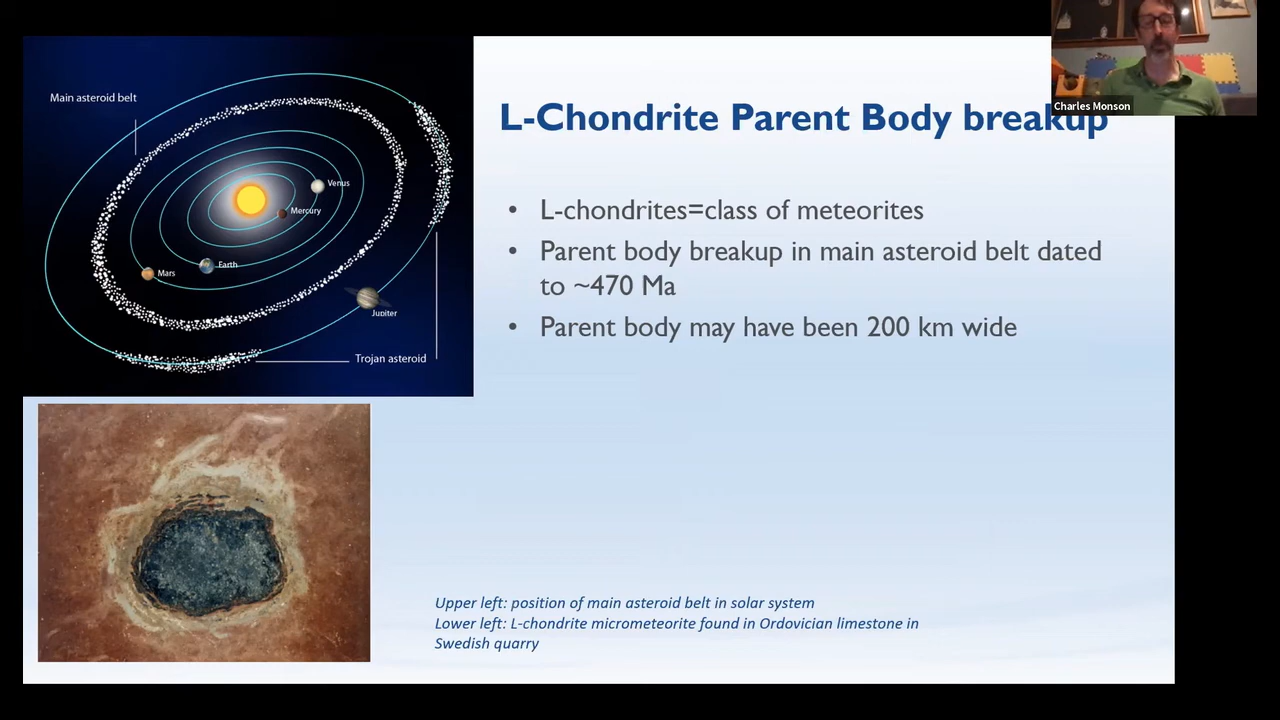 Main asteroid belt
Venus
Mercury
Earth
Mars
Jupiter
Trojan asteroid
Charles Monson
L-Chondrite Parent Body breakup
• L-chondrites=class of meteorites
• Parent body breakup in main asteroid belt dated
to ~470 Ma
• Parent body may have been 200 km wide
Upper left: position of main asteroid belt in solar system
Lower left: L-chondrite micrometeorite found in Ordovician limestone in
Swedish quarry